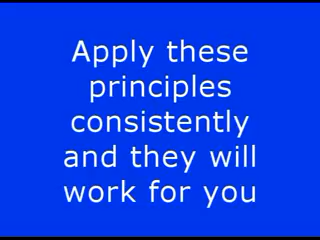 Apply these
principles
consistently
and they will
work for you